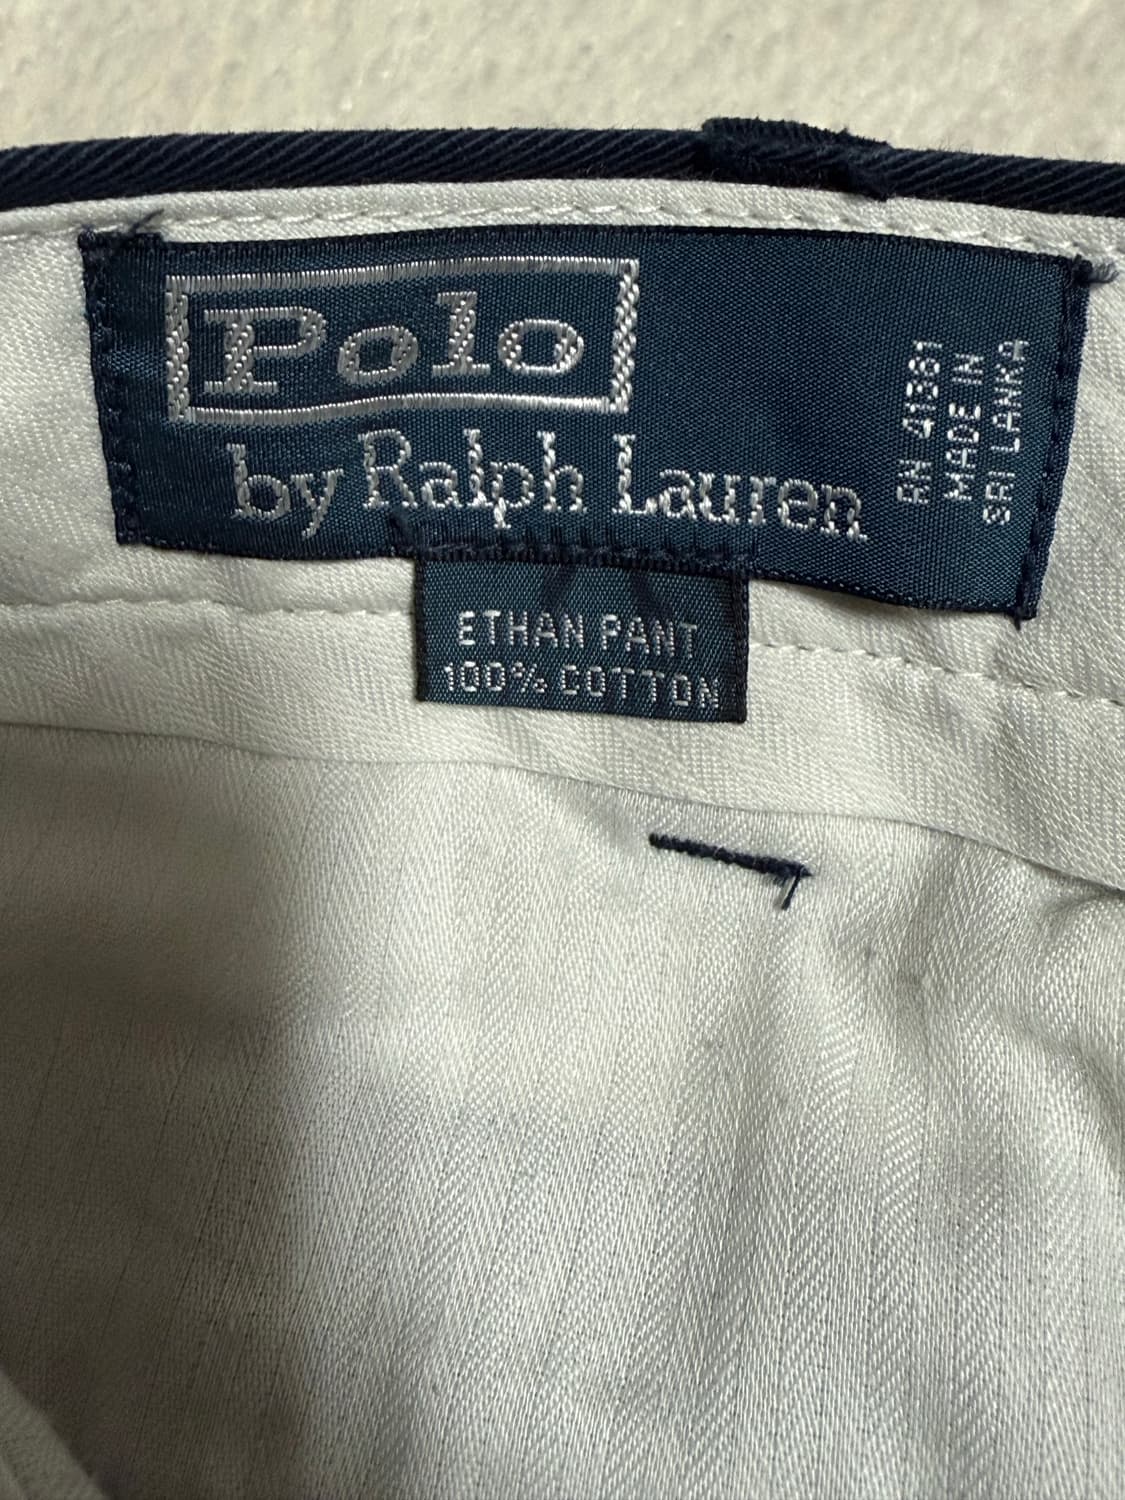 Polo
by Ralph Lauren
RN 41381
MADE IN
SRI LANKA
ETHAN PANT
100% COTTON